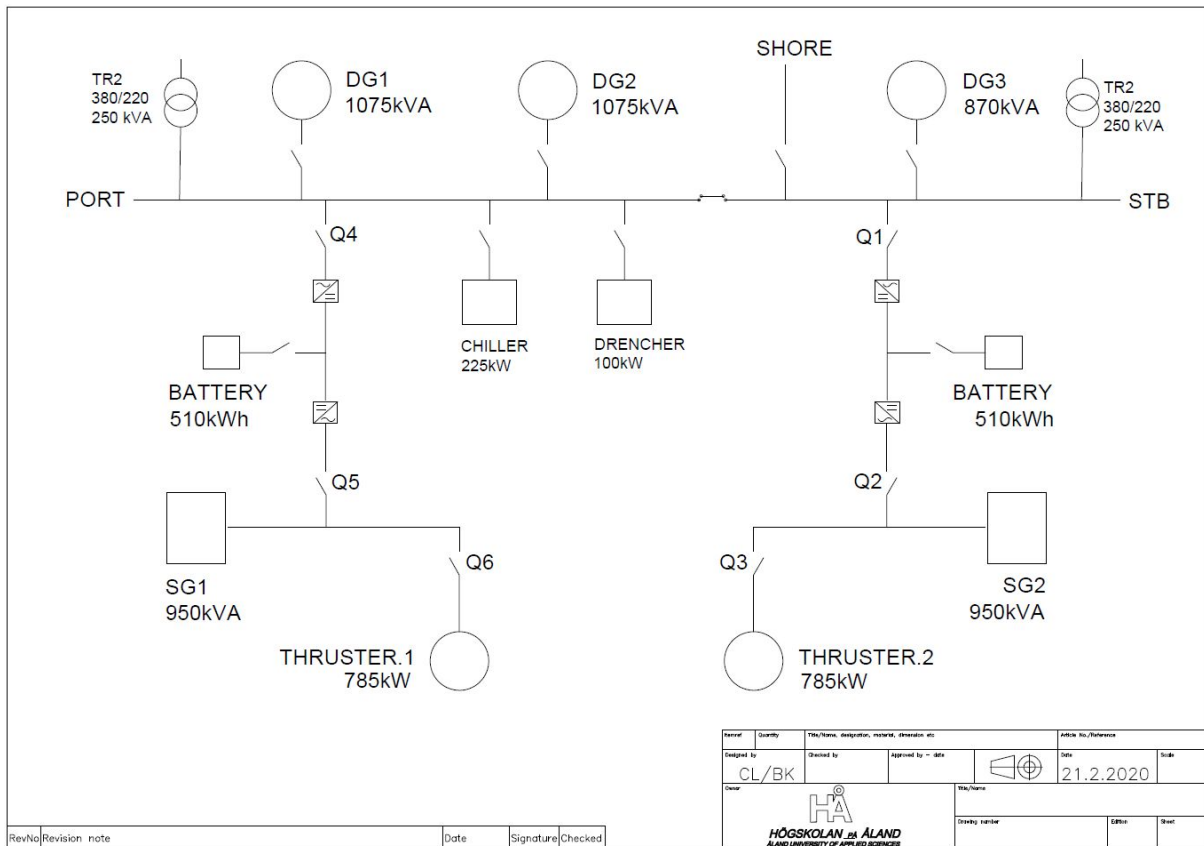 TR2
380/220
250 kVA
DG1
1075kVA
DG2
1075kVA
SHORE
DG3
870kVA
TR2
380/220
250 kVA
PORT
STB
Q4
Q1
CHILLER
225kW
DRENCHER
100kW
BATTERY
510kWh
BATTERY
510kWh
Q5
Q2
SG1
950kVA
Q6
Q3
SG2
950kVA
THRUSTER.1
785kW
THRUSTER.2
785kW
Itemref
Quantity
Title/Name, designation, material, dimension etc
Article No./Reference
Designed by
CL/BK
Checked by
Approved by - date
Date
21.2.2020
Scale
Owner
HÅ
HÖGSKOLAN PÅ ÅLAND
ÅLAND UNIVERSITY OF APPLIED SCIENCES
Title/Name
Drawing number
Edition
Sheet
RevNo
Revision note
Date
Signature
Checked